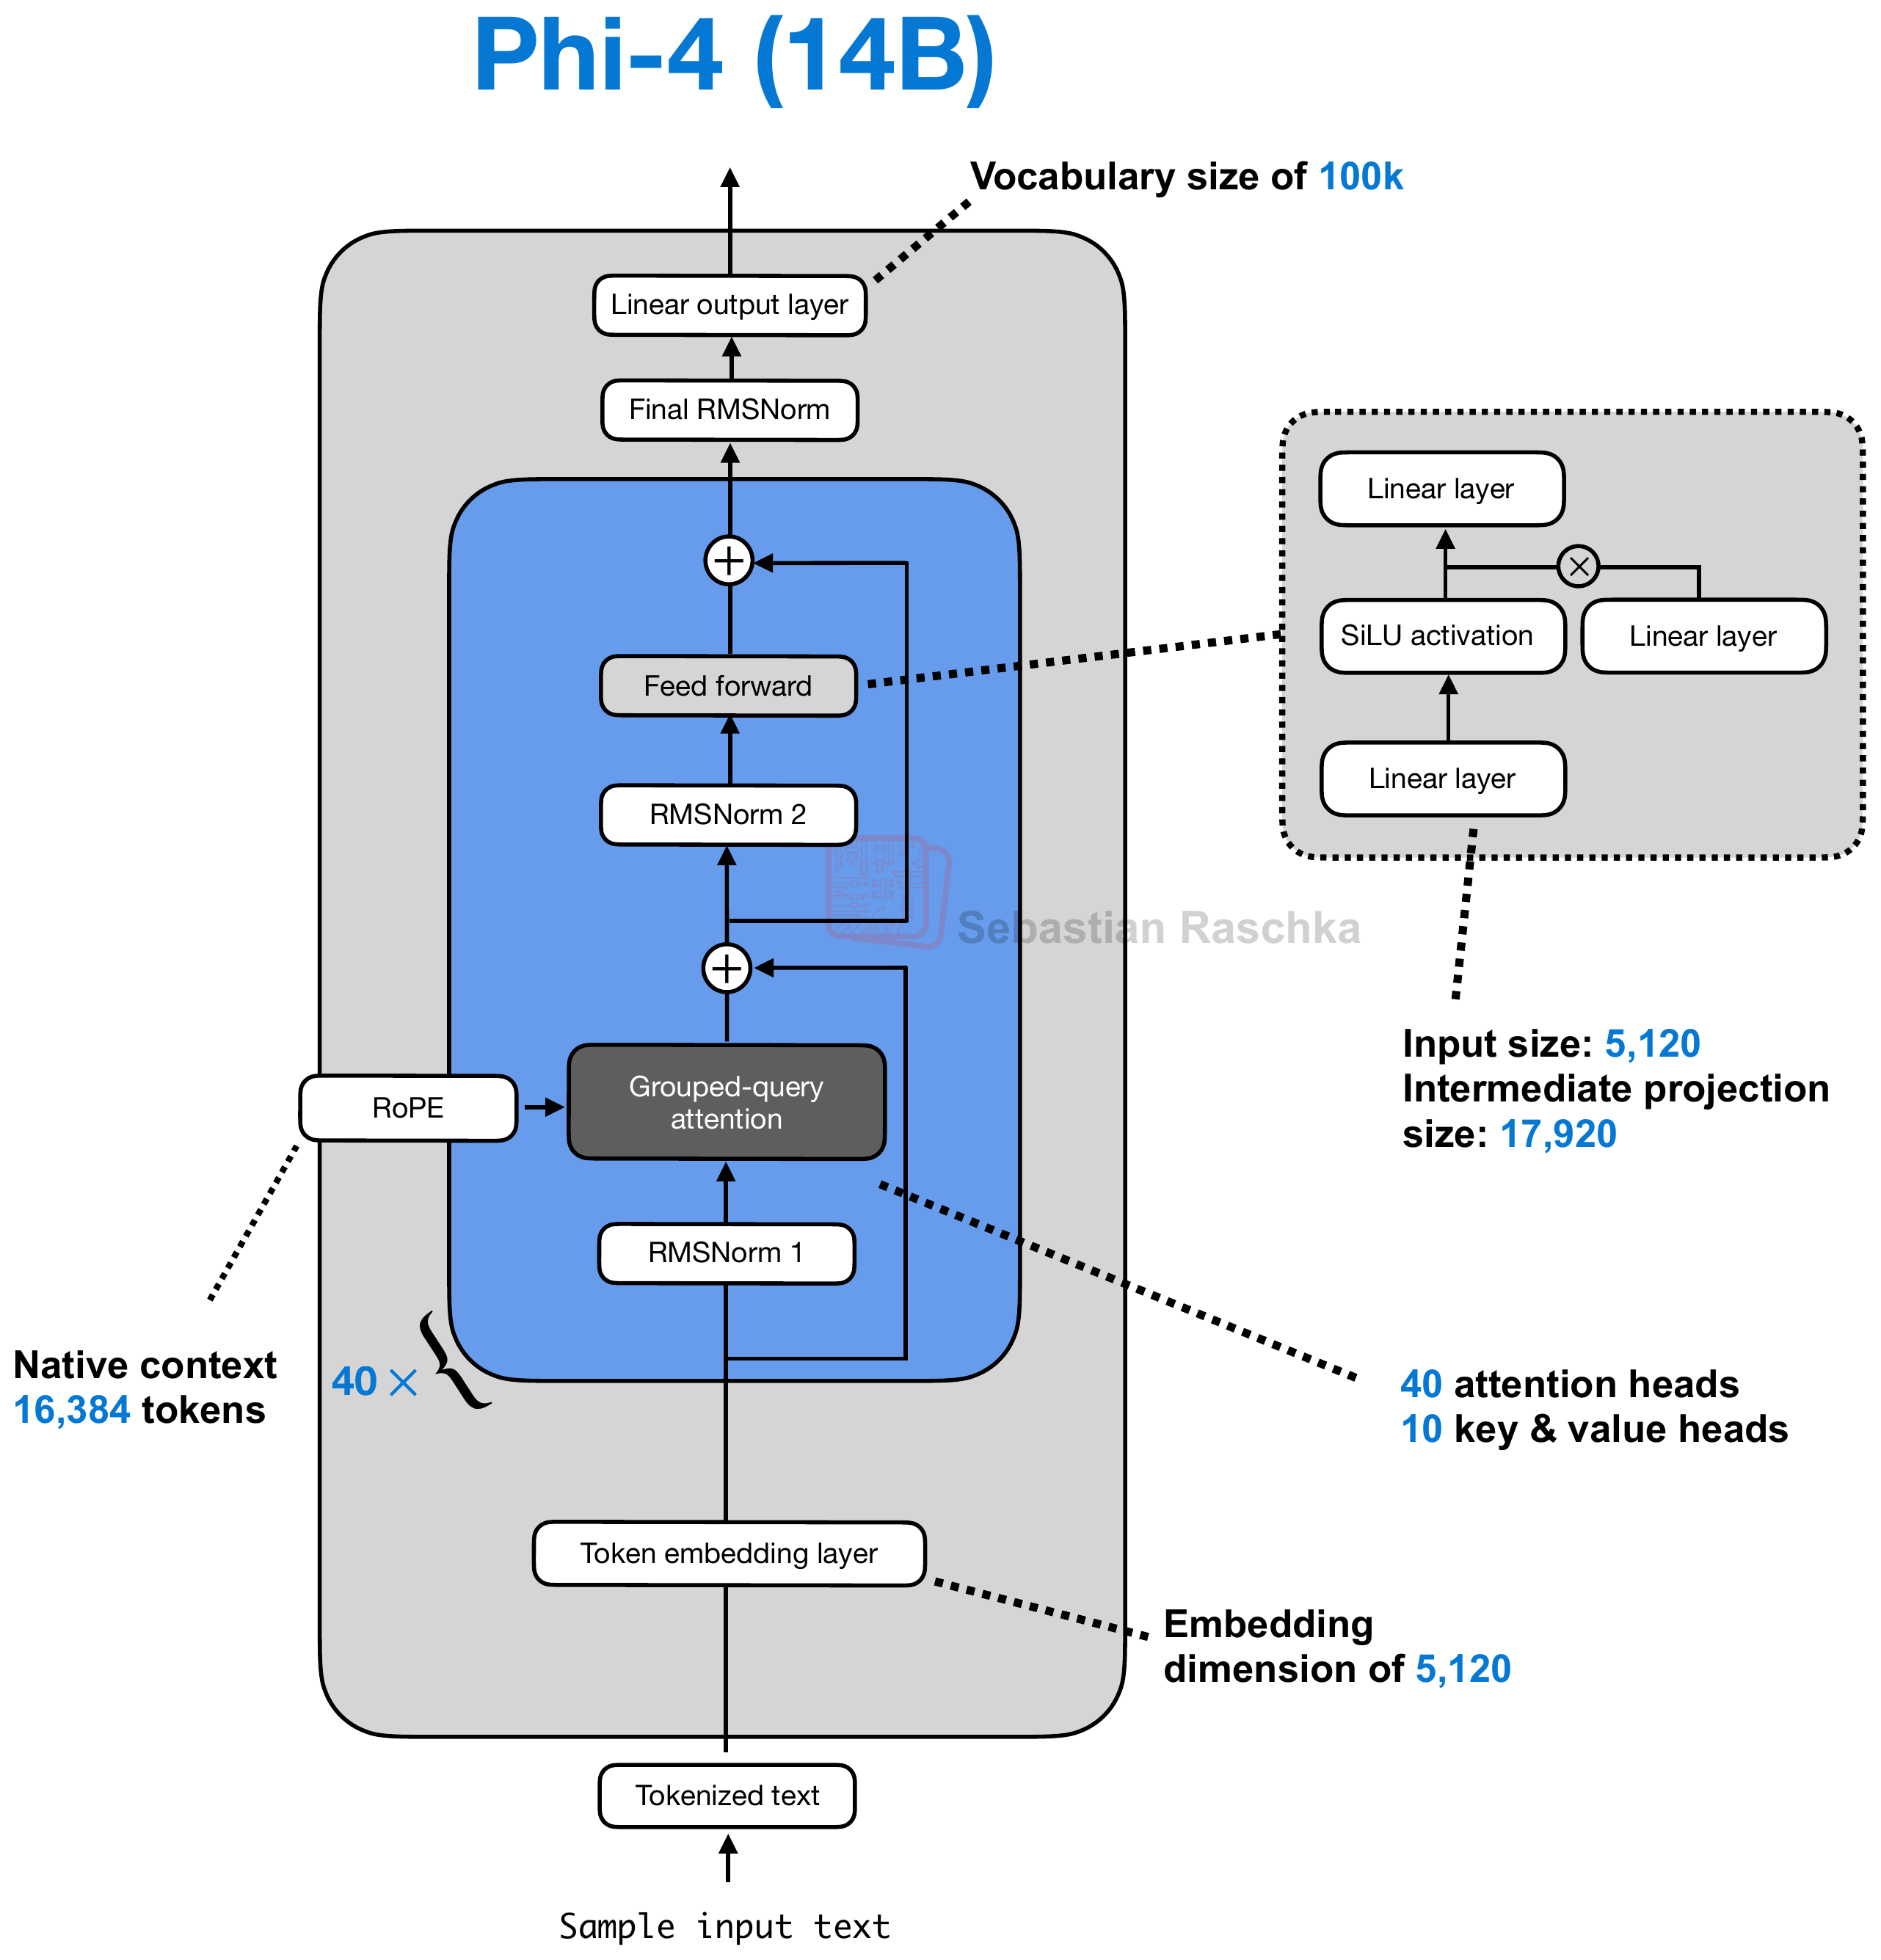 Phi-4 (14B)
Vocabulary size of 100k
Linear output layer
Final RMSNorm
Linear layer
SiLU activation
Linear layer
Linear layer
Feed forward
RMSNorm 2
Sebastian Raschka
Input size: 5,120
Intermediate projection
size: 17,920
Grouped-query
attention
RoPE
RMSNorm 1
Native context
16,384 tokens
40 ×
40 attention heads
10 key & value heads
Token embedding layer
Embedding
dimension of 5,120
Tokenized text
Sample input text